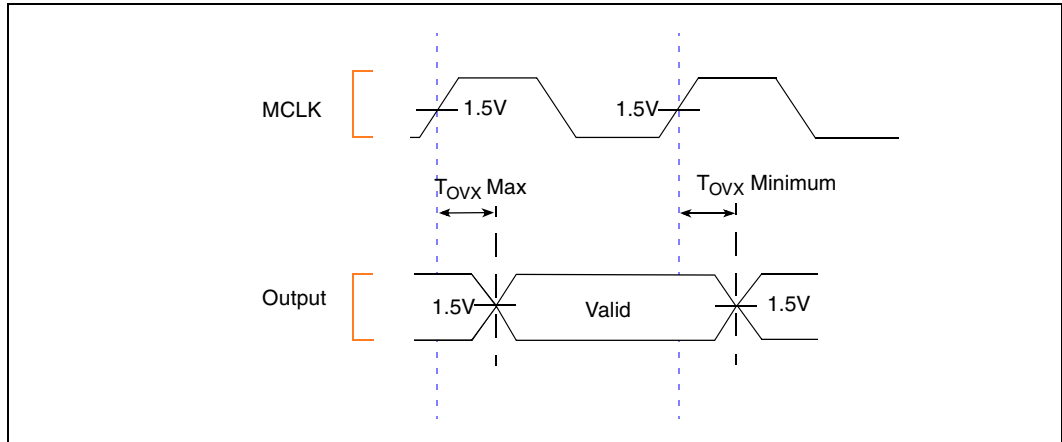 MCLK
1.5V
1.5V
TOVX Max
TOVX Minimum
Output
1.5V
Valid
1.5V